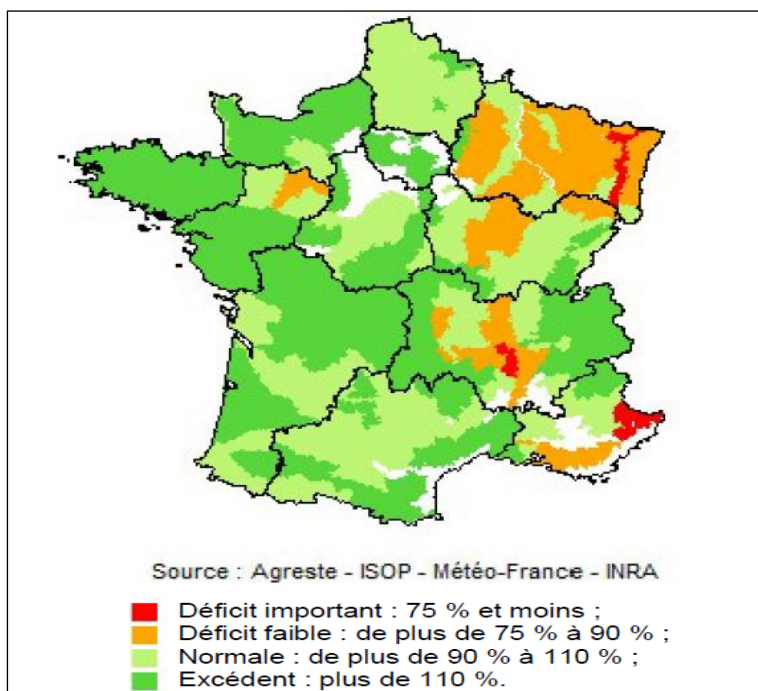 Source : Agreste - ISOP - Météo-France - INRA
Déficit important : 75 % et moins ;
Déficit faible : de plus de 75 % à 90 % ;
Normale : de plus de 90 % à 110 % ;
Excédent : plus de 110 %.